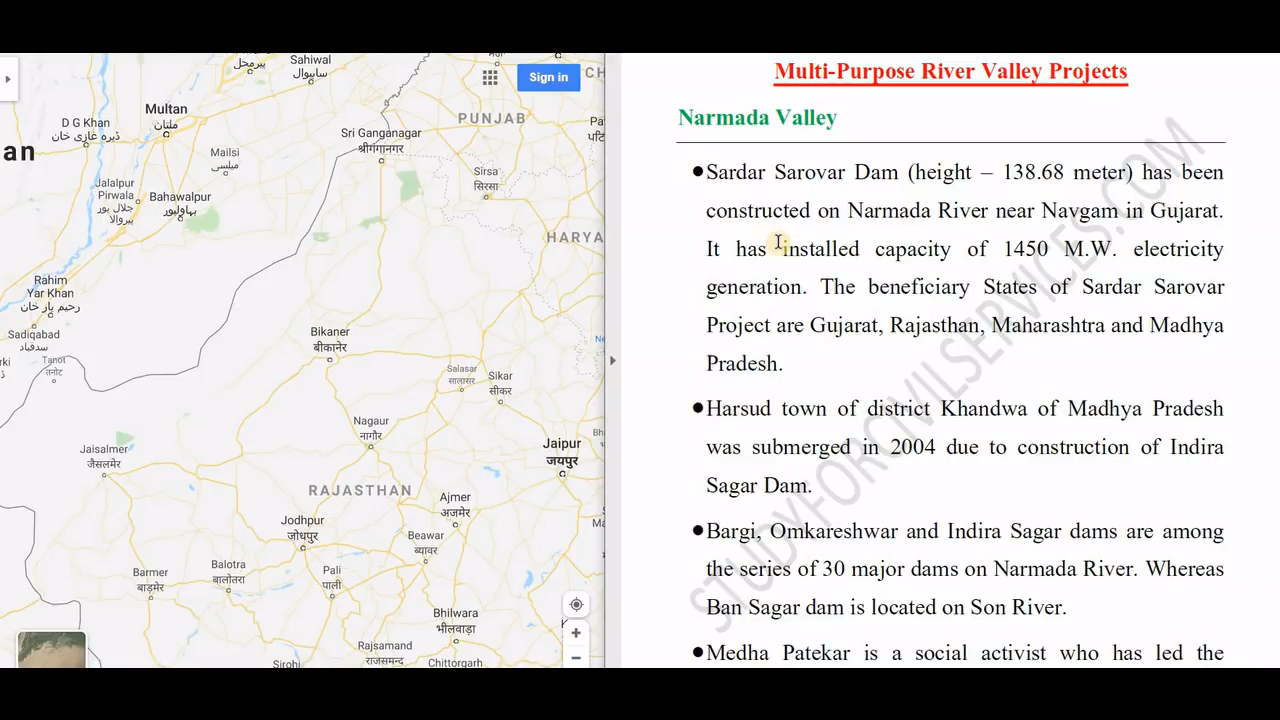 Sahiwal
ساہیوال
پیرمحل
Multan
ملتان
D G Khan
ڈیرہ غازی خان
an
Mailsi
میلسی
Jalalpur
Pirwala
جلال پور
پیروالا
Bahawalpur
بہاولپور
Rahim
Yar Khan
رحیم یار خان
Sadiqabad
صادقباد
Tanot
तनोट
Sri Ganganagar
श्रीगंगानगर
PUNJAB
Sirsa
सिरसा
HARYA
CH
Sign in
Bikaner
बीकानेर
Salasar
सालासर
Sikar
सीकर
Nagaur
नागौर
Jaisalmer
जैसलमेर
Jaipur
जयपुर
RAJASTHAN
Ajmer
अजमेर
Jodhpur
जोधपुर
Beawar
ब्यावर
Barmer
बाड़मेर
Balotra
बालोतरा
Pali
पाली
Bhilwara
भीलवाड़ा
Rajsamand
राजसमन्द
Sirohi
Chittorgarh
Multi-Purpose River Valley Projects
Narmada Valley
●Sardar Sarovar Dam (height – 138.68 meter) has been
constructed on Narmada River near Navgam in Gujarat.
It has installed capacity of 1450 M.W. electricity
generation. The beneficiary States of Sardar Sarovar
Project are Gujarat, Rajasthan, Maharashtra and Madhya
Pradesh.
●Harsud town of district Khandwa of Madhya Pradesh
was submerged in 2004 due to construction of Indira
Sagar Dam.
●Bargi, Omkareshwar and Indira Sagar dams are among
the series of 30 major dams on Narmada River. Whereas
Ban Sagar dam is located on Son River.
●Medha Patekar is a social activist who has led the
STUDYFORCIVILSERVICES.COM